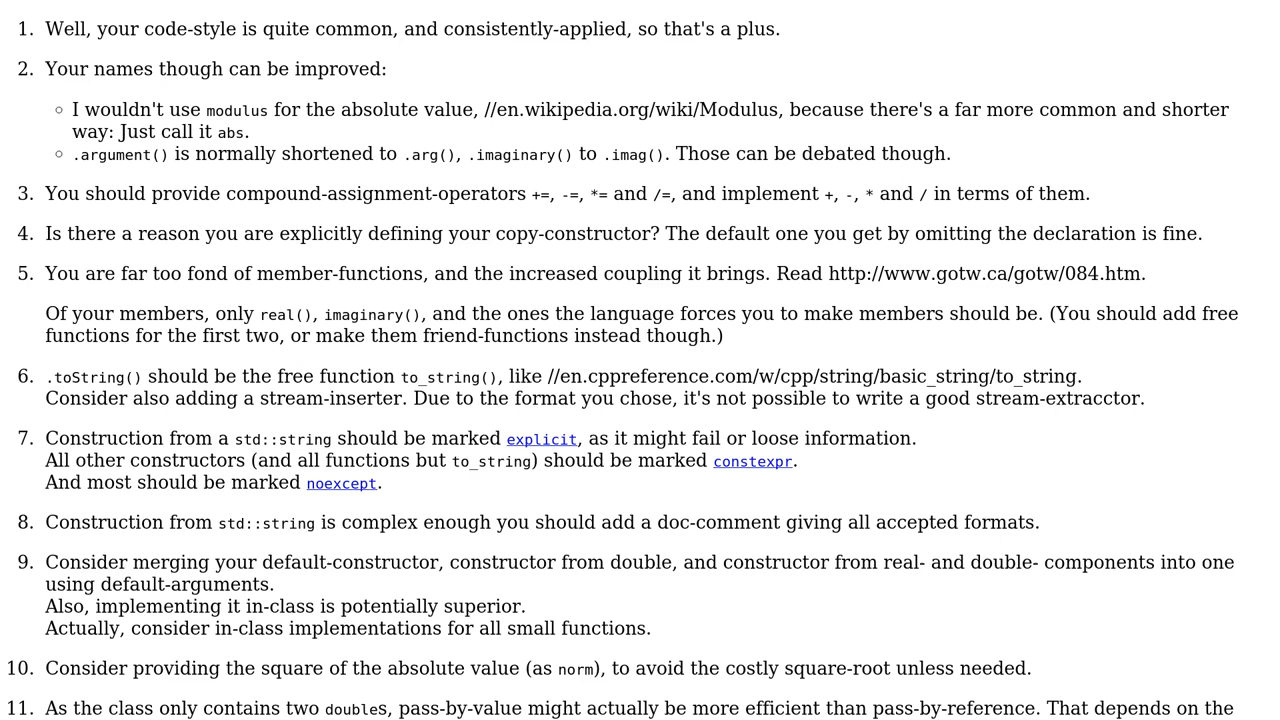 1. Well, your code-style is quite common, and consistently-applied, so that's a plus.
2. Your names though can be improved:
◦ I wouldn't use modulus for the absolute value, //en.wikipedia.org/wiki/Modulus, because there's a far more common and shorter
way: Just call it abs.
◦ .argument() is normally shortened to .arg(), .imaginary() to .imag(). Those can be debated though.
3. You should provide compound-assignment-operators +=, -=, *= and /=, and implement +, -, * and / in terms of them.
4. Is there a reason you are explicitly defining your copy-constructor? The default one you get by omitting the declaration is fine.
5. You are far too fond of member-functions, and the increased coupling it brings. Read http://www.gotw.ca/gotw/084.htm.
Of your members, only real(), imaginary(), and the ones the language forces you to make members should be. (You should add free
functions for the first two, or make them friend-functions instead though.)
6. .toString() should be the free function to_string(), like //en.cppreference.com/w/cpp/string/basic_string/to_string.
Consider also adding a stream-inserter. Due to the format you chose, it's not possible to write a good stream-extracctor.
7. Construction from a std::string should be marked explicit, as it might fail or loose information.
All other constructors (and all functions but to_string) should be marked constexpr.
And most should be marked noexcept.
8. Construction from std::string is complex enough you should add a doc-comment giving all accepted formats.
9. Consider merging your default-constructor, constructor from double, and constructor from real- and double- components into one
using default-arguments.
Also, implementing it in-class is potentially superior.
Actually, consider in-class implementations for all small functions.
10. Consider providing the square of the absolute value (as norm), to avoid the costly square-root unless needed.
11. As the class only contains two doubles, pass-by-value might actually be more efficient than pass-by-reference. That depends on the